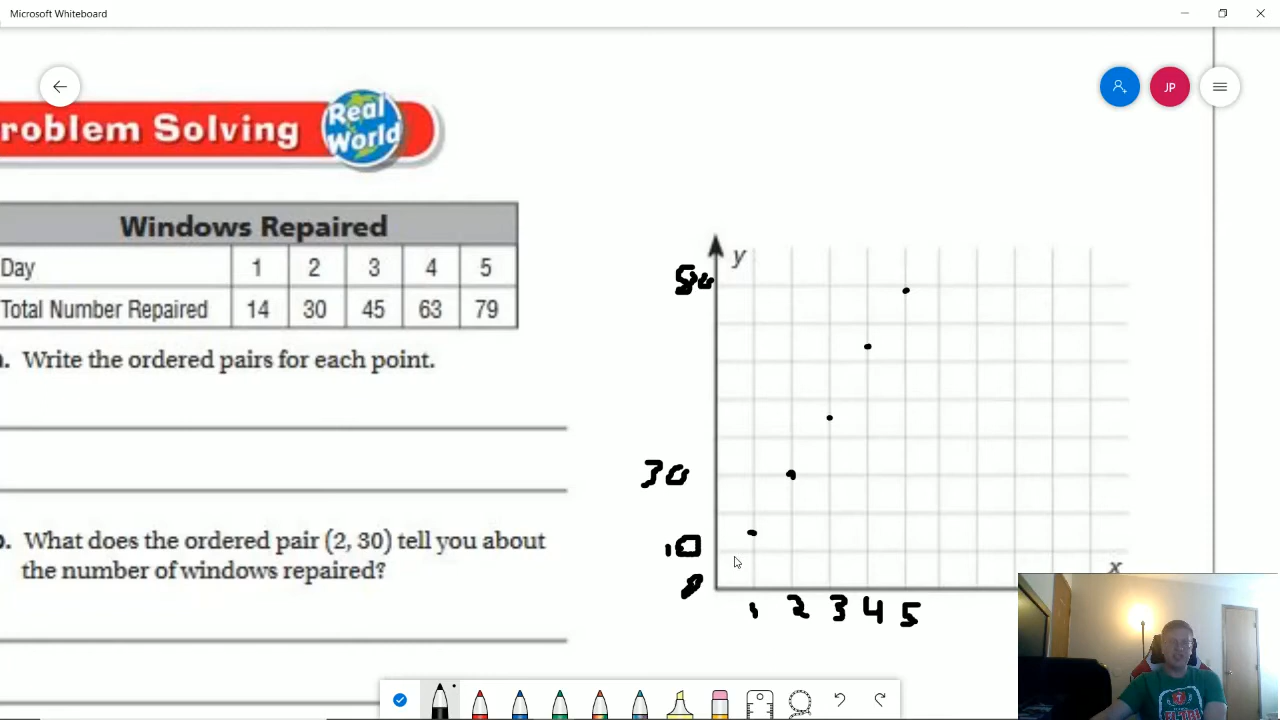 Microsoft Whiteboard
JP
roblem Solving
Real
World
Windows Repaired
Day 1 2 3 4 5
Total Number Repaired 14 30 45 63 79
. Write the ordered pairs for each point.
. What does the ordered pair (2, 30) tell you about
the number of windows repaired?
y
80
30
10
0
x
1 2 3 4 5